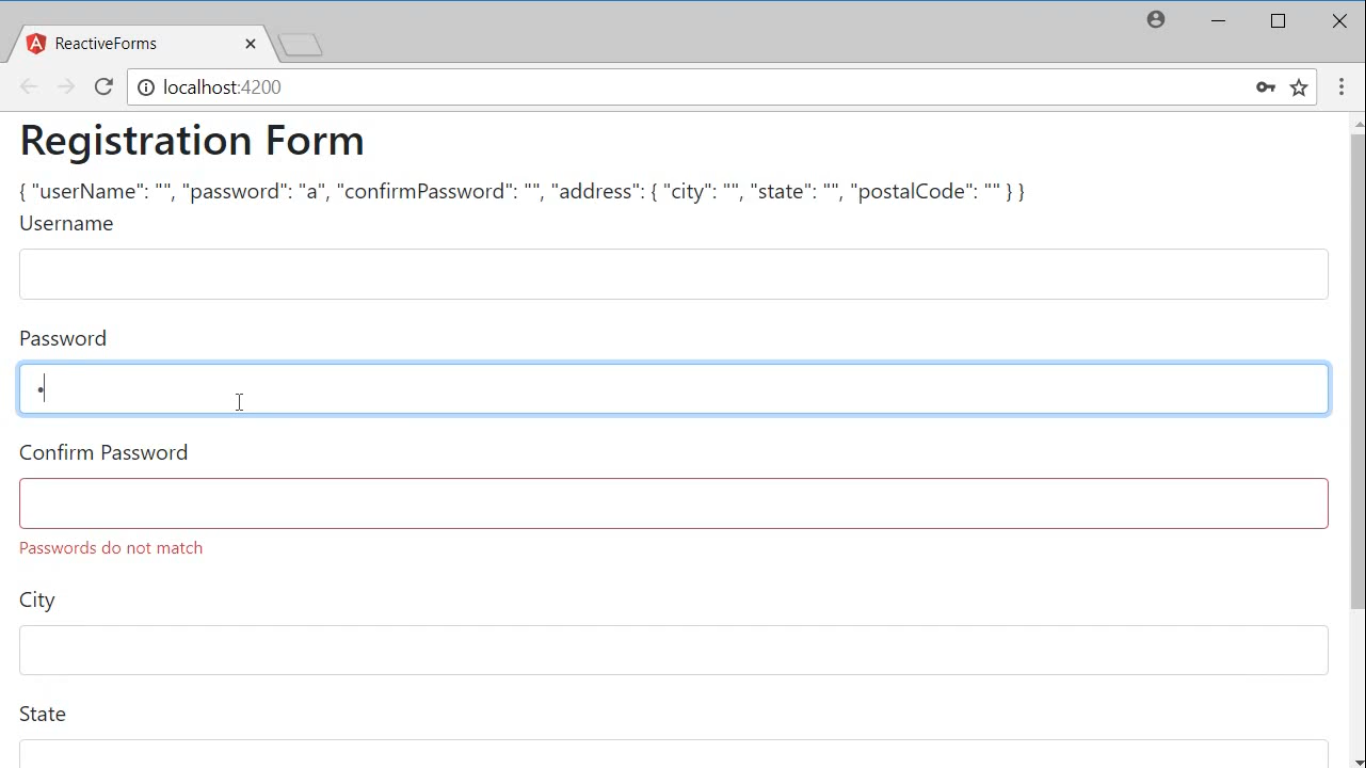 ReactiveForms
localhost:4200
Registration Form
{ "userName": "", "password": "a", "confirmPassword": "", "address": { "city": "", "state": "", "postalCode": "" } }
Username
Password
Confirm Password
Passwords do not match
City
State